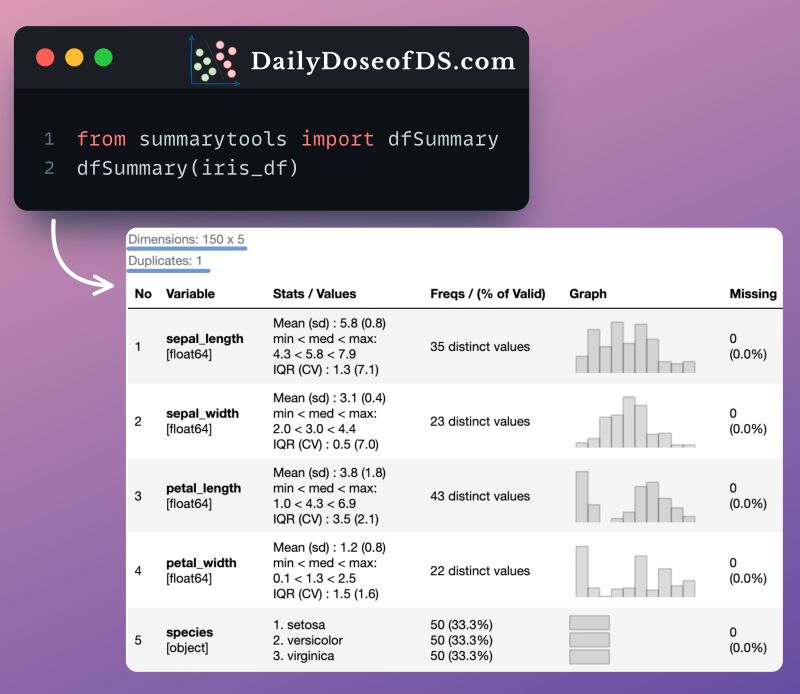 DailyDoseofDS.com
1 from summarytools import dfSummary
2 dfSummary(iris_df)
Dimensions: 150 x 5
Duplicates: 1
No Variable Stats / Values Freqs / (% of Valid) Graph Missing
1 sepal_length [float64] Mean (sd) : 5.8 (0.8)
min < med < max:
4.3 < 5.8 < 7.9
IQR (CV) : 1.3 (7.1)
35 distinct values
0
(0.0%)
2 sepal_width [float64] Mean (sd) : 3.1 (0.4)
min < med < max:
2.0 < 3.0 < 4.4
IQR (CV) : 0.5 (7.0)
23 distinct values
0
(0.0%)
3 petal_length [float64] Mean (sd) : 3.8 (1.8)
min < med < max:
1.0 < 4.3 < 6.9
IQR (CV) : 3.5 (2.1)
43 distinct values
0
(0.0%)
4 petal_width [float64] Mean (sd) : 1.2 (0.8)
min < med < max:
0.1 < 1.3 < 2.5
IQR (CV) : 1.5 (1.6)
22 distinct values
0
(0.0%)
5 species [object]
1. setosa 50 (33.3%)
2. versicolor 50 (33.3%)
3. virginica 50 (33.3%)
0
(0.0%)